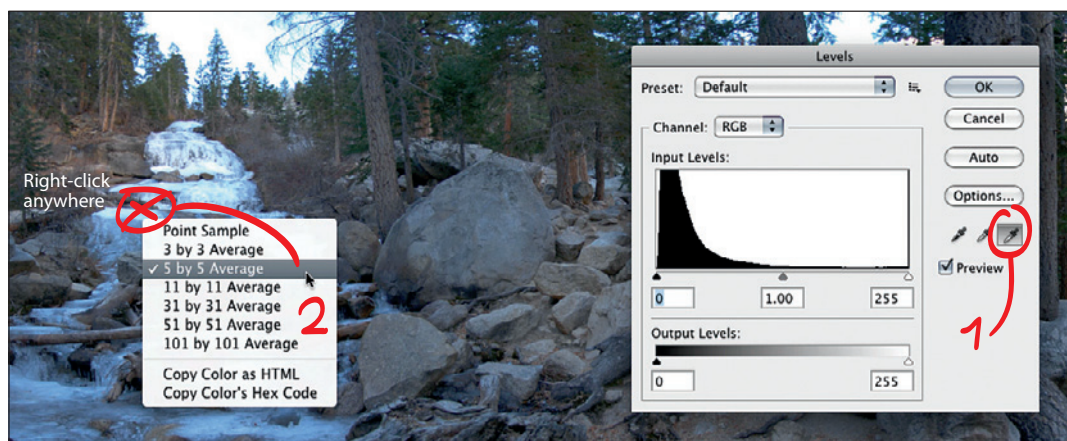 Right-click
anywhere
Point Sample
3 by 3 Average
✓ 5 by 5 Average
11 by 11 Average
31 by 31 Average
51 by 51 Average
101 by 101 Average
Copy Color as HTML
Copy Color's Hex Code
2
Levels
Preset: Default
OK
Channel: RGB
Cancel
Input Levels:
Auto
Options...
Preview
0 1.00 255
1
Output Levels:
0 255